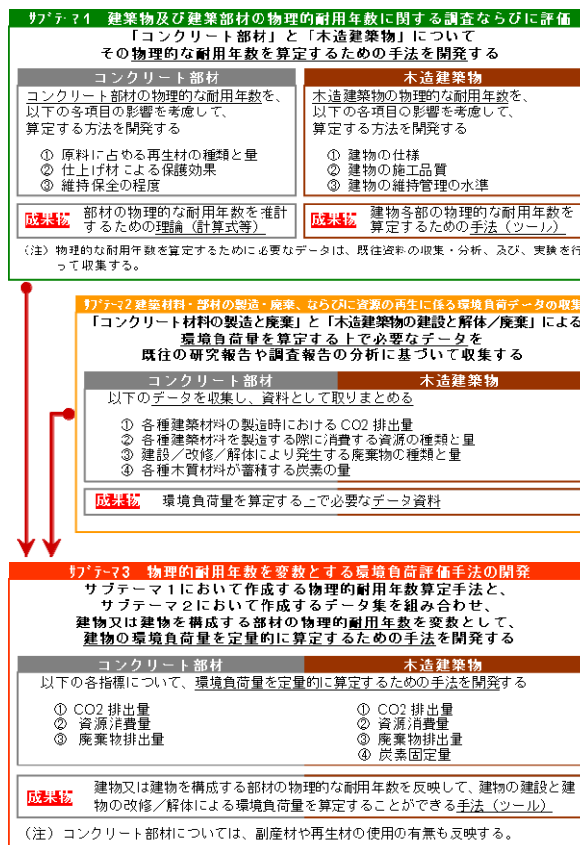 ｻﾌﾞﾃｰﾏ1 建築物及び建築部材の物理的耐用年数に関する調査ならびに評価
「コンクリート部材」と「木造建築物」について
その物理的な耐用年数を算定するための手法を開発する
コンクリート部材
コンクリート部材の物理的な耐用年数を、
以下の各項目の影響を考慮して、
算定する方法を開発する
① 原料に占める再生材の種類と量
② 仕上げ材による保護効果
③ 維持保全の程度
成果物 部材の物理的な耐用年数を推計
するための理論（計算式等）
木造建築物
木造建築物の物理的な耐用年数を、
以下の各項目の影響を考慮して、
算定する方法を開発する
① 建物の仕様
② 建物の施工品質
③ 建物の維持管理の水準
成果物 建物各部の物理的な耐用年数を
算定するための手法（ツール）
（注）物理的な耐用年数を算定するために必要なデータは、既往資料の収集・分析、及び、実験を行
って収集する。
ｻﾌﾞﾃｰﾏ2 建築材料・部材の製造・廃棄、ならびに資源の再生に係る環境負荷データの収集
「コンクリート材料の製造と廃棄」と「木造建築物の建設と解体／廃棄」による
環境負荷量を算定する上で必要なデータを
既往の研究報告や調査報告の分析に基づいて収集する
コンクリート部材 木造建築物
以下のデータを収集し、資料として取りまとめる
① 各種建築材料の製造時におけるCO2排出量
② 各種建築材料を製造する際に消費する資源の種類と量
③ 建設／改修／解体により発生する廃棄物の種類と量
④ 各種木質材料が蓄積する炭素の量
成果物 環境負荷量を算定する上で必要なデータ資料
ｻﾌﾞﾃｰﾏ3 物理的耐用年数を変数とする環境負荷評価手法の開発
サブテーマ１において作成する物理的耐用年数算定手法と、
サブテーマ２において作成するデータ集を組み合わせ、
建物又は建物を構成する部材の物理的耐用年数を変数として、
建物の環境負荷量を定量的に算定するための手法を開発する
コンクリート部材 木造建築物
以下の各指標について、環境負荷量を定量的に算定するための手法を開発する
① CO2排出量
② 資源消費量
③ 廃棄物排出量
① CO2排出量
② 資源消費量
③ 廃棄物排出量
④ 炭素固定量
成果物 建物又は建物を構成する部材の物理的な耐用年数を反映して、建物の建設と建
物の改修／解体による環境負荷量を算定することができる手法（ツール）
（注）コンクリート部材については、副産材や再生材の使用の有無も反映する。